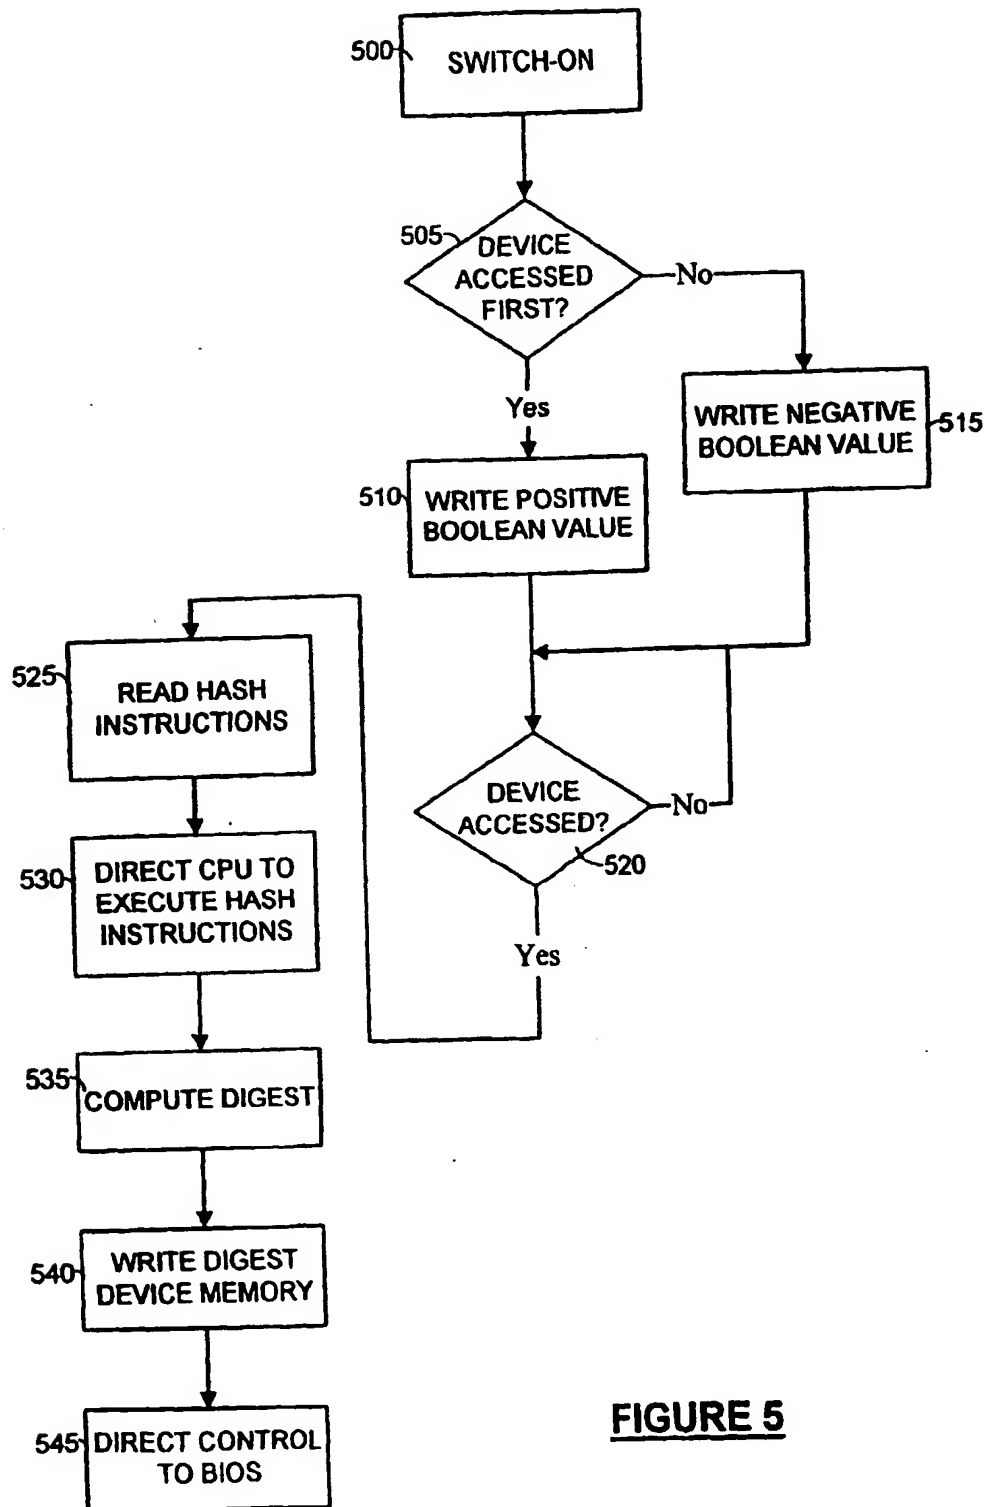 500
SWITCH-ON
505
DEVICE
ACCESSED
FIRST?
No
Yes
WRITE NEGATIVE
BOOLEAN VALUE
515
510
WRITE POSITIVE
BOOLEAN VALUE
525
READ HASH
INSTRUCTIONS
DEVICE
ACCESSED?
No
520
Yes
530
DIRECT CPU TO
EXECUTE HASH
INSTRUCTIONS
535
COMPUTE DIGEST
540
WRITE DIGEST
DEVICE MEMORY
545
DIRECT CONTROL
TO BIOS
FIGURE 5